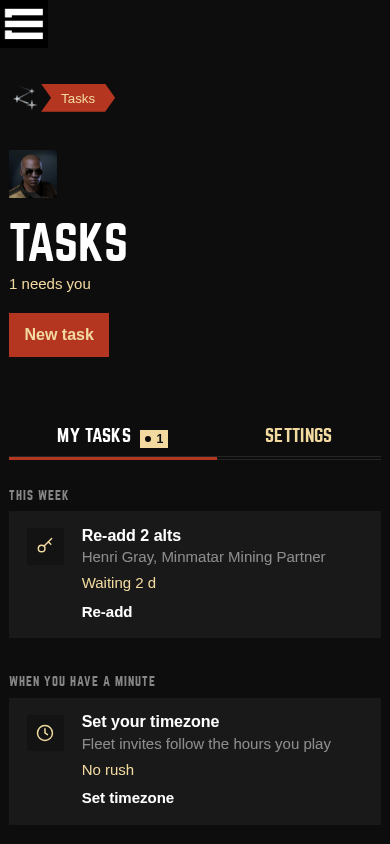 Tasks
TASKS
1 needs you
New task
MY TASKS 1 SETTINGS
THIS WEEK
Re-add 2 alts
Henri Gray, Minmatar Mining Partner
Waiting 2 d
Re-add
WHEN YOU HAVE A MINUTE
Set your timezone
Fleet invites follow the hours you play
No rush
Set timezone